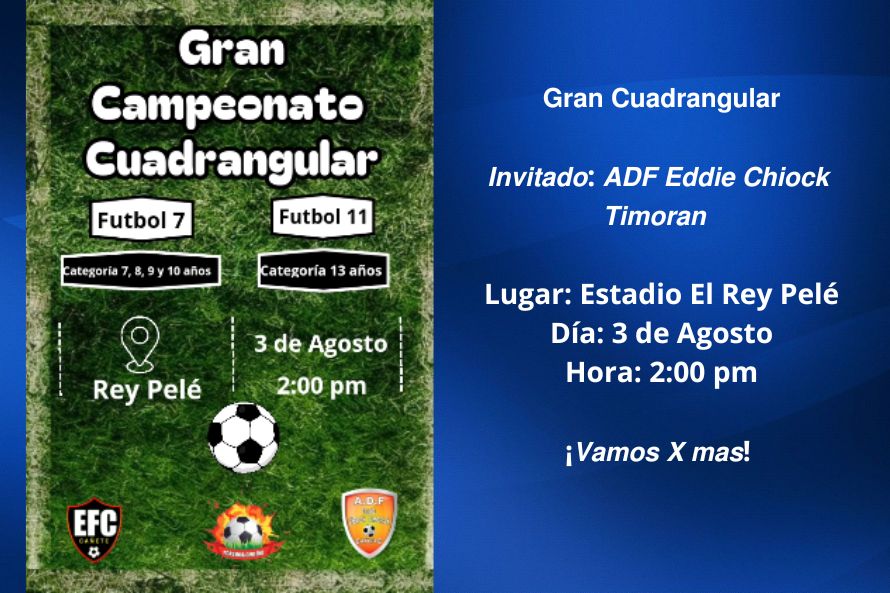 Gran
Campeonato
Cuadrangular
Futbol 7
Futbol 11
Categoría 7, 8, 9 y 10 años
Categoría 13 años
Rey Pelé
3 de Agosto
2:00 pm
EFC
CAÑETE
A.D.F
Gran Cuadrangular
Invitado: ADF Eddie Chiock
Timoran
Lugar: Estadio El Rey Pelé
Día: 3 de Agosto
Hora: 2:00 pm
¡Vamos X mas!